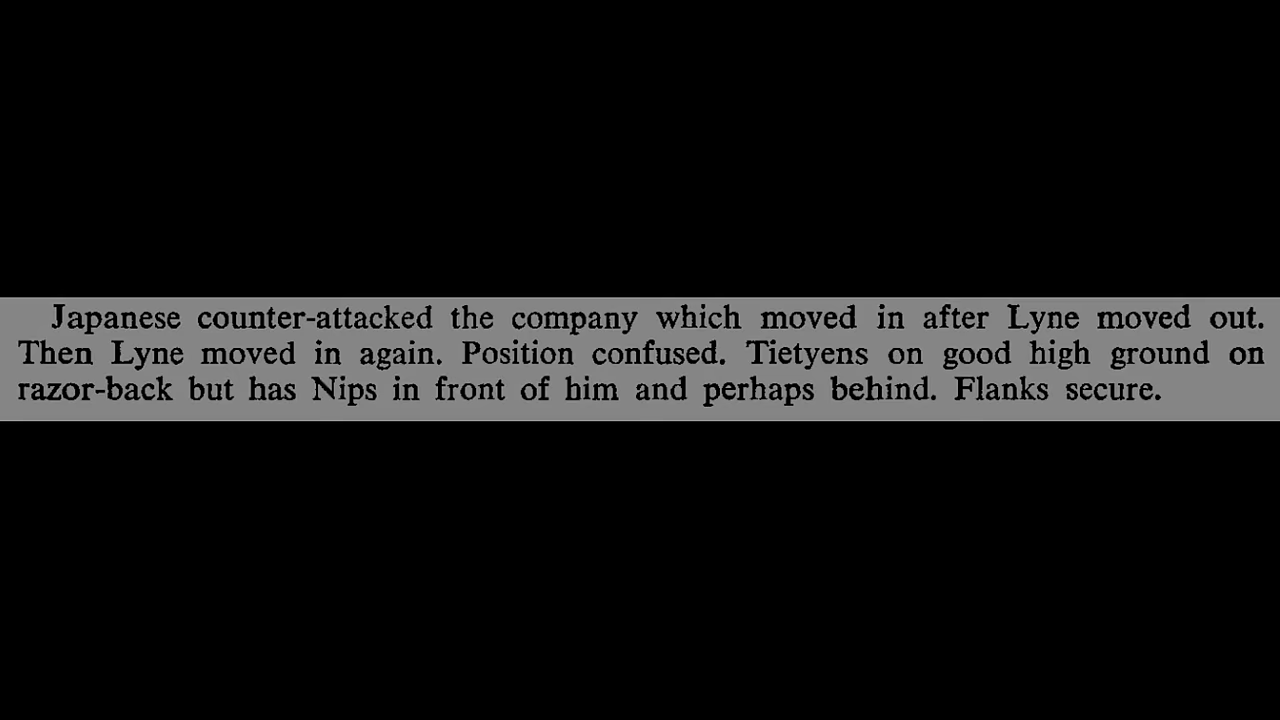 Japanese counter-attacked the company which moved in after Lyne moved out.
Then Lyne moved in again. Position confused. Tietyens on good high ground on
razor-back but has Nips in front of him and perhaps behind. Flanks secure.